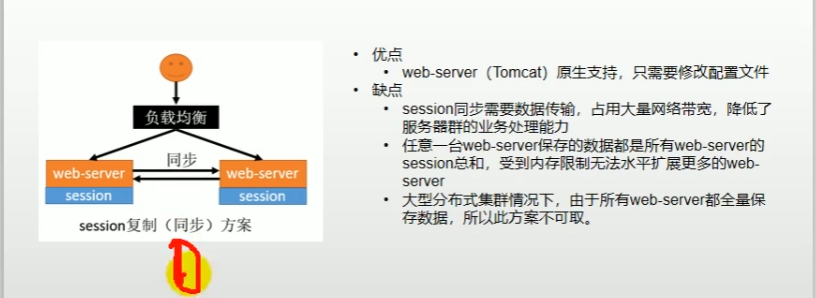 负载均衡
同步
web-server
web-server
session
session
session复制（同步）方案
• 优点
• web-server（Tomcat）原生支持，只需要修改配置文件
• 缺点
• session同步需要数据传输，占用大量网络带宽，降低了
服务器群的业务处理能力
• 任意一台web-server保存的数据都是所有web-server的
session总和，受到内存限制无法水平扩展更多的web-
server
• 大型分布式集群情况下，由于所有web-server都全量保
存数据，所以此方案不可取。